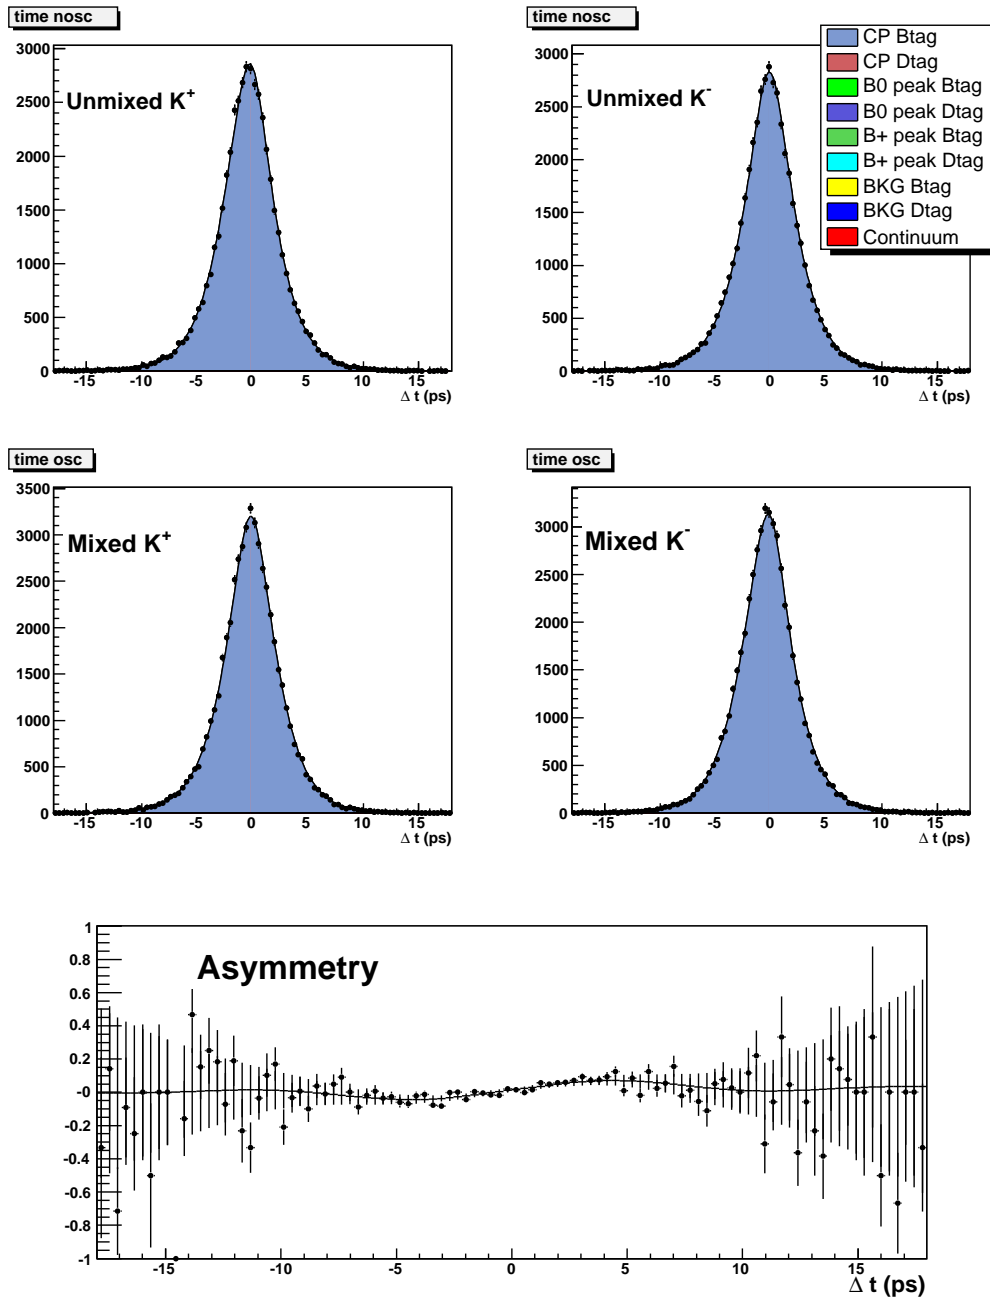 time nosc
3000
2500
2000
1500
1000
500
0
Unmixed K+
-15 -10 -5 0 5 10 15
Δ t (ps)
time nosc
3000
2500
2000
1500
1000
500
0
Unmixed K-
-15 -10 -5 0 5 10 15
Δ t (ps)
CP Btag
CP Dtag
B0 peak Btag
B0 peak Dtag
B+ peak Btag
B+ peak Dtag
BKG Btag
BKG Dtag
Continuum
time osc
3500
3000
2500
2000
1500
1000
500
0
Mixed K+
-15 -10 -5 0 5 10 15
Δ t (ps)
time osc
3000
2500
2000
1500
1000
500
0
Mixed K-
-15 -10 -5 0 5 10 15
Δ t (ps)
Asymmetry
1
0.8
0.6
0.4
0.2
-0
-0.2
-0.4
-0.6
-0.8
-1
-15 -10 -5 0 5 10 15
Δ t (ps)